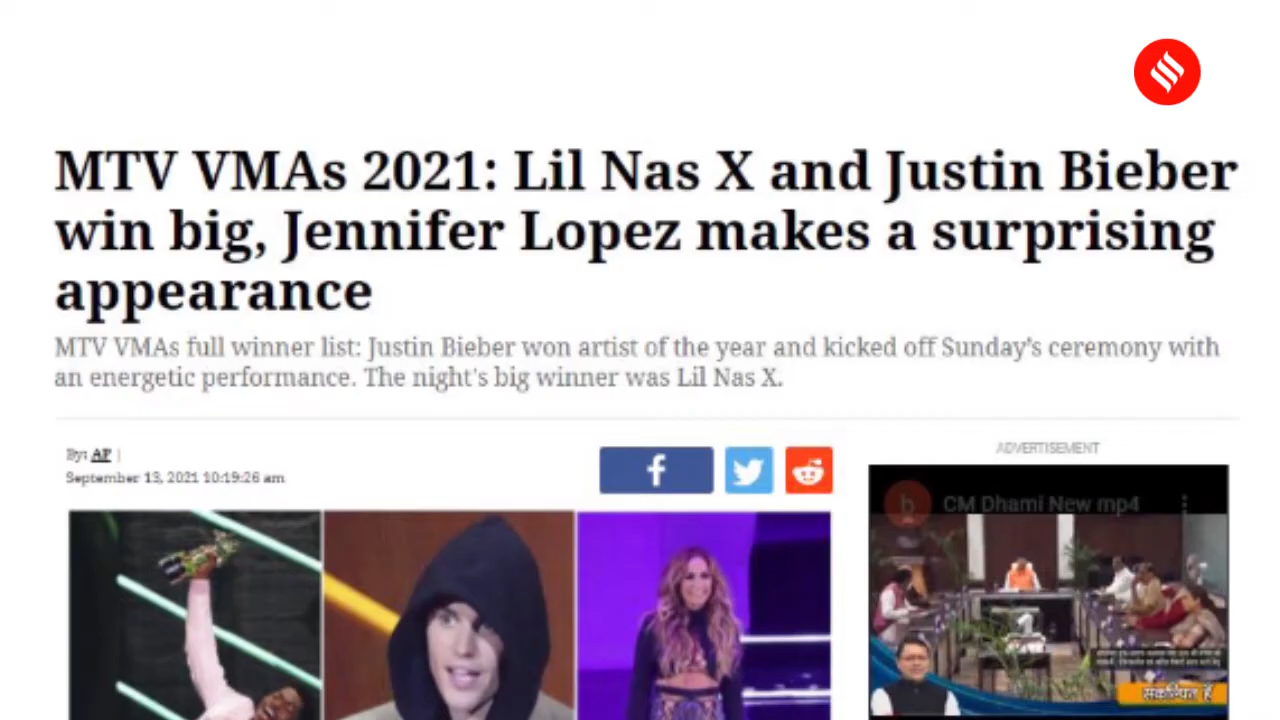 MTV VMAs 2021: Lil Nas X and Justin Bieber
win big, Jennifer Lopez makes a surprising
appearance
MTV VMAs full winner list: Justin Bieber won artist of the year and kicked off Sunday's ceremony with
an energetic performance. The night's big winner was Lil Nas X.
By: AP |
September 13, 2021 10:19:26 am
f
ADVERTISEMENT
b CM Dhami New mp4
संकल्पित हैं